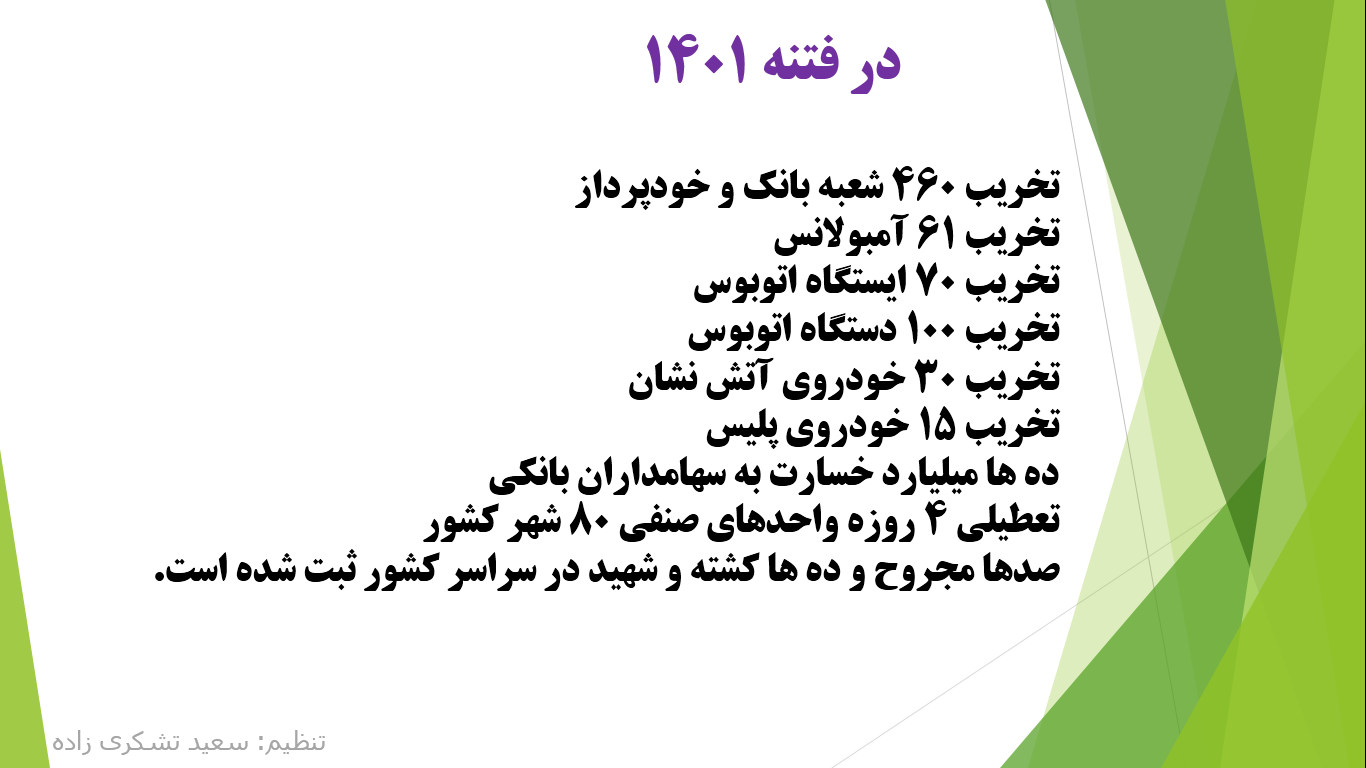 در فتنه ۱۴۰۱
تخریب ۴۶۰ شعبه بانک و خودپرداز
تخریب ۶۱ آمبولانس
تخریب ۷۰ ایستگاه اتوبوس
تخریب ۱۰۰ دستگاه اتوبوس
تخریب ۳۰ خودروی آتش نشان
تخریب ۱۵ خودروی پلیس
ده ها میلیارد خسارت به سهامداران بانکی
تعطیلی ۴ روزه واحدهای صنفی ۸۰ شهر کشور
صدها مجروح و ده ها کشته و شهید در سراسر کشور ثبت شده است.
تنظیم: سعید تشکری زاده